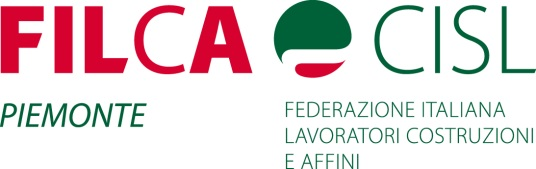 FILCA CISL
PIEMONTE
FEDERAZIONE ITALIANA
LAVORATORI COSTRUZIONI
E AFFINI